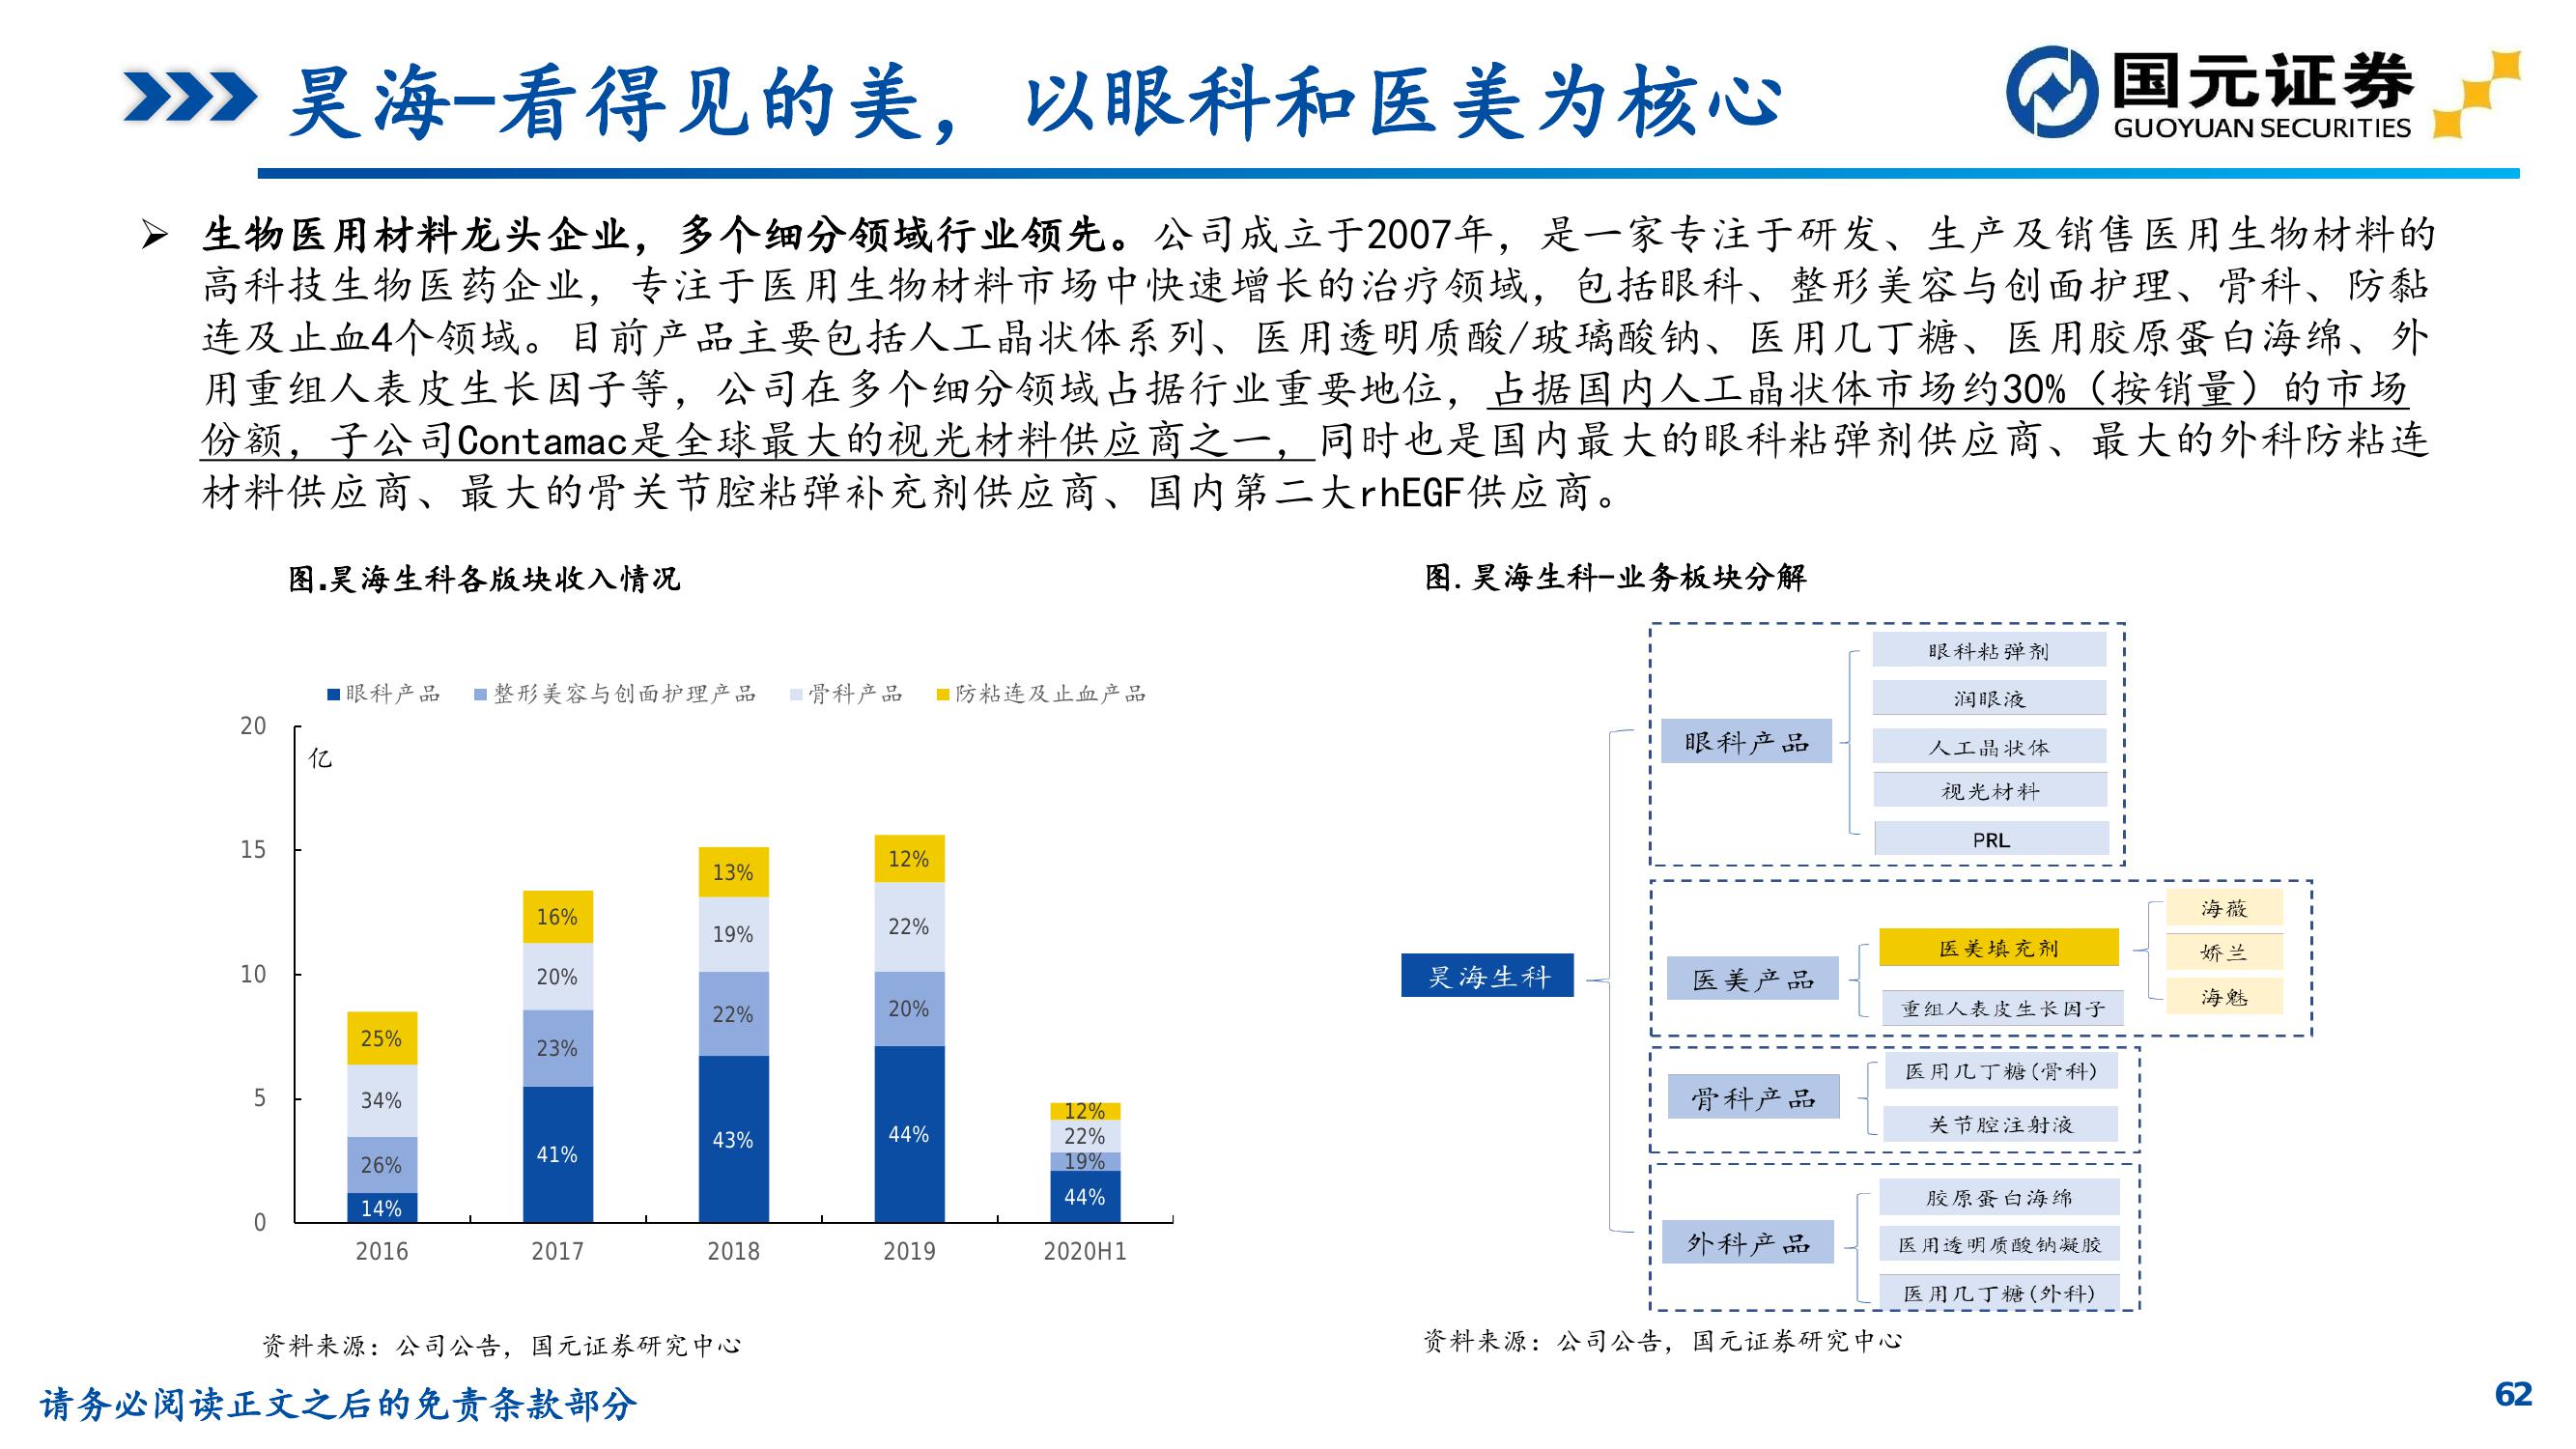 昊海-看得见的美，以眼科和医美为核心
国元证券
GUOYUAN SECURITIES
生物医用材料龙头企业，多个细分领域行业领先。公司成立于2007年，是一家专注于研发、生产及销售医用生物材料的
高科技生物医药企业，专注于医用生物材料市场中快速增长的治疗领域，包括眼科、整形美容与创面护理、骨科、防黏
连及止血4个领域。目前产品主要包括人工晶状体系列、医用透明质酸/玻璃酸钠、医用几丁糖、医用胶原蛋白海绵、外
用重组人表皮生长因子等，公司在多个细分领域占据行业重要地位，占据国内人工晶状体市场约30%（按销量）的市场
份额，子公司Contamac是全球最大的视光材料供应商之一，同时也是国内最大的眼科粘弹剂供应商、最大的外科防粘连
材料供应商、最大的骨关节腔粘弹补充剂供应商、国内第二大rhEGF供应商。
图.昊海生科各版块收入情况
眼科产品 整形美容与创面护理产品 骨科产品 防粘连及止血产品
亿
20
15
10
5
0
25%
34%
26%
14%
16%
20%
23%
41%
13%
19%
22%
43%
12%
22%
20%
44%
12%
22%
19%
44%
2016 2017 2018 2019 2020H1
资料来源：公司公告，国元证券研究中心
图.昊海生科-业务板块分解
昊海生科
眼科产品
眼科粘弹剂
润眼液
人工晶状体
视光材料
PRL
医美产品
医美填充剂
海薇
娇兰
海魅
重组人表皮生长因子
骨科产品
医用几丁糖(骨科)
关节腔注射液
外科产品
胶原蛋白海绵
医用透明质酸钠凝胶
医用几丁糖(外科)
资料来源：公司公告，国元证券研究中心
请务必阅读正文之后的免责条款部分
62